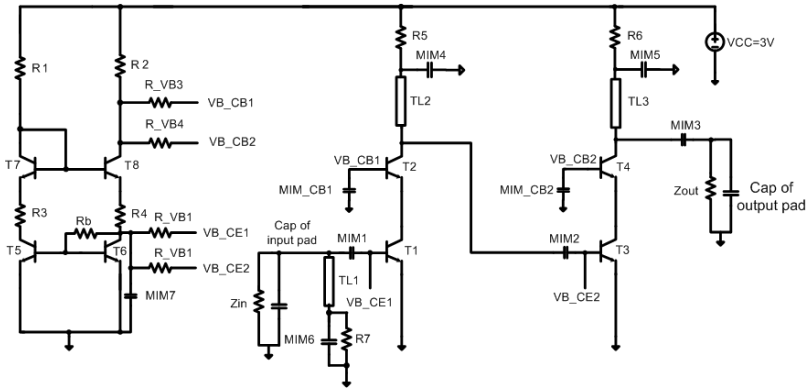 R5
R6
R1
R2
MIM4
MIM5
VCC=3V
R_VB3
VB_CB1
TL2
TL3
R_VB4
VB_CB2
MIM3
T7
T8
VB_CB1
T2
VB_CB2
T4
MIM_CB1
MIM_CB2
Zout
Cap of
output pad
R3
R4
Rb
R_VB1
VB_CE1
Cap of
input pad
MIM1
MIM2
T5
T6
R_VB1
VB_CE2
T1
T3
MIM7
TL1
VB_CE1
VB_CE2
Zin
MIM6
R7